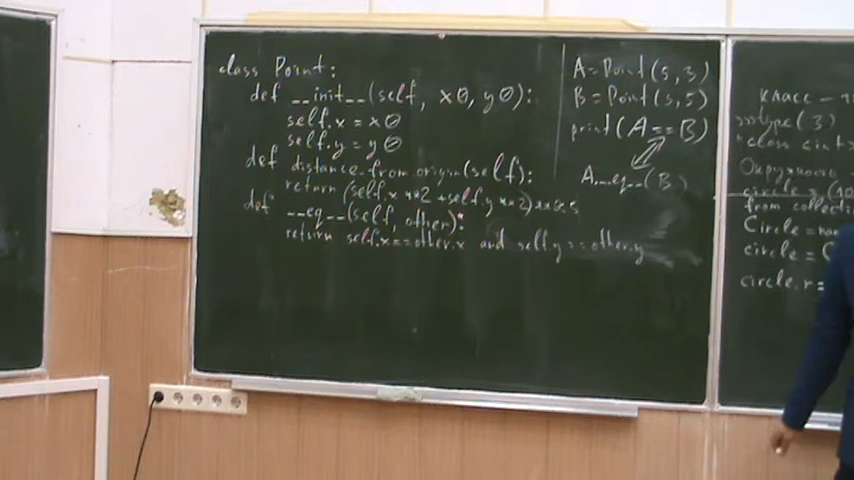 class Point:
def __init__(self, x0, y0):
self.x = x0
self.y = y0
def distance_from_origin(self):
return (self.x**2 + self.y**2)**0.5
def __eq__(self, other):
return self.x==other.x and self.y==other.y
A=Point(5,3)
B=Point(5,5)
print(A==B)
A.__eq__(B)
класс –
type(3)
<class <int>
Окружность
circle =
from collecti
Circle=nam
circle = C
circle.r=